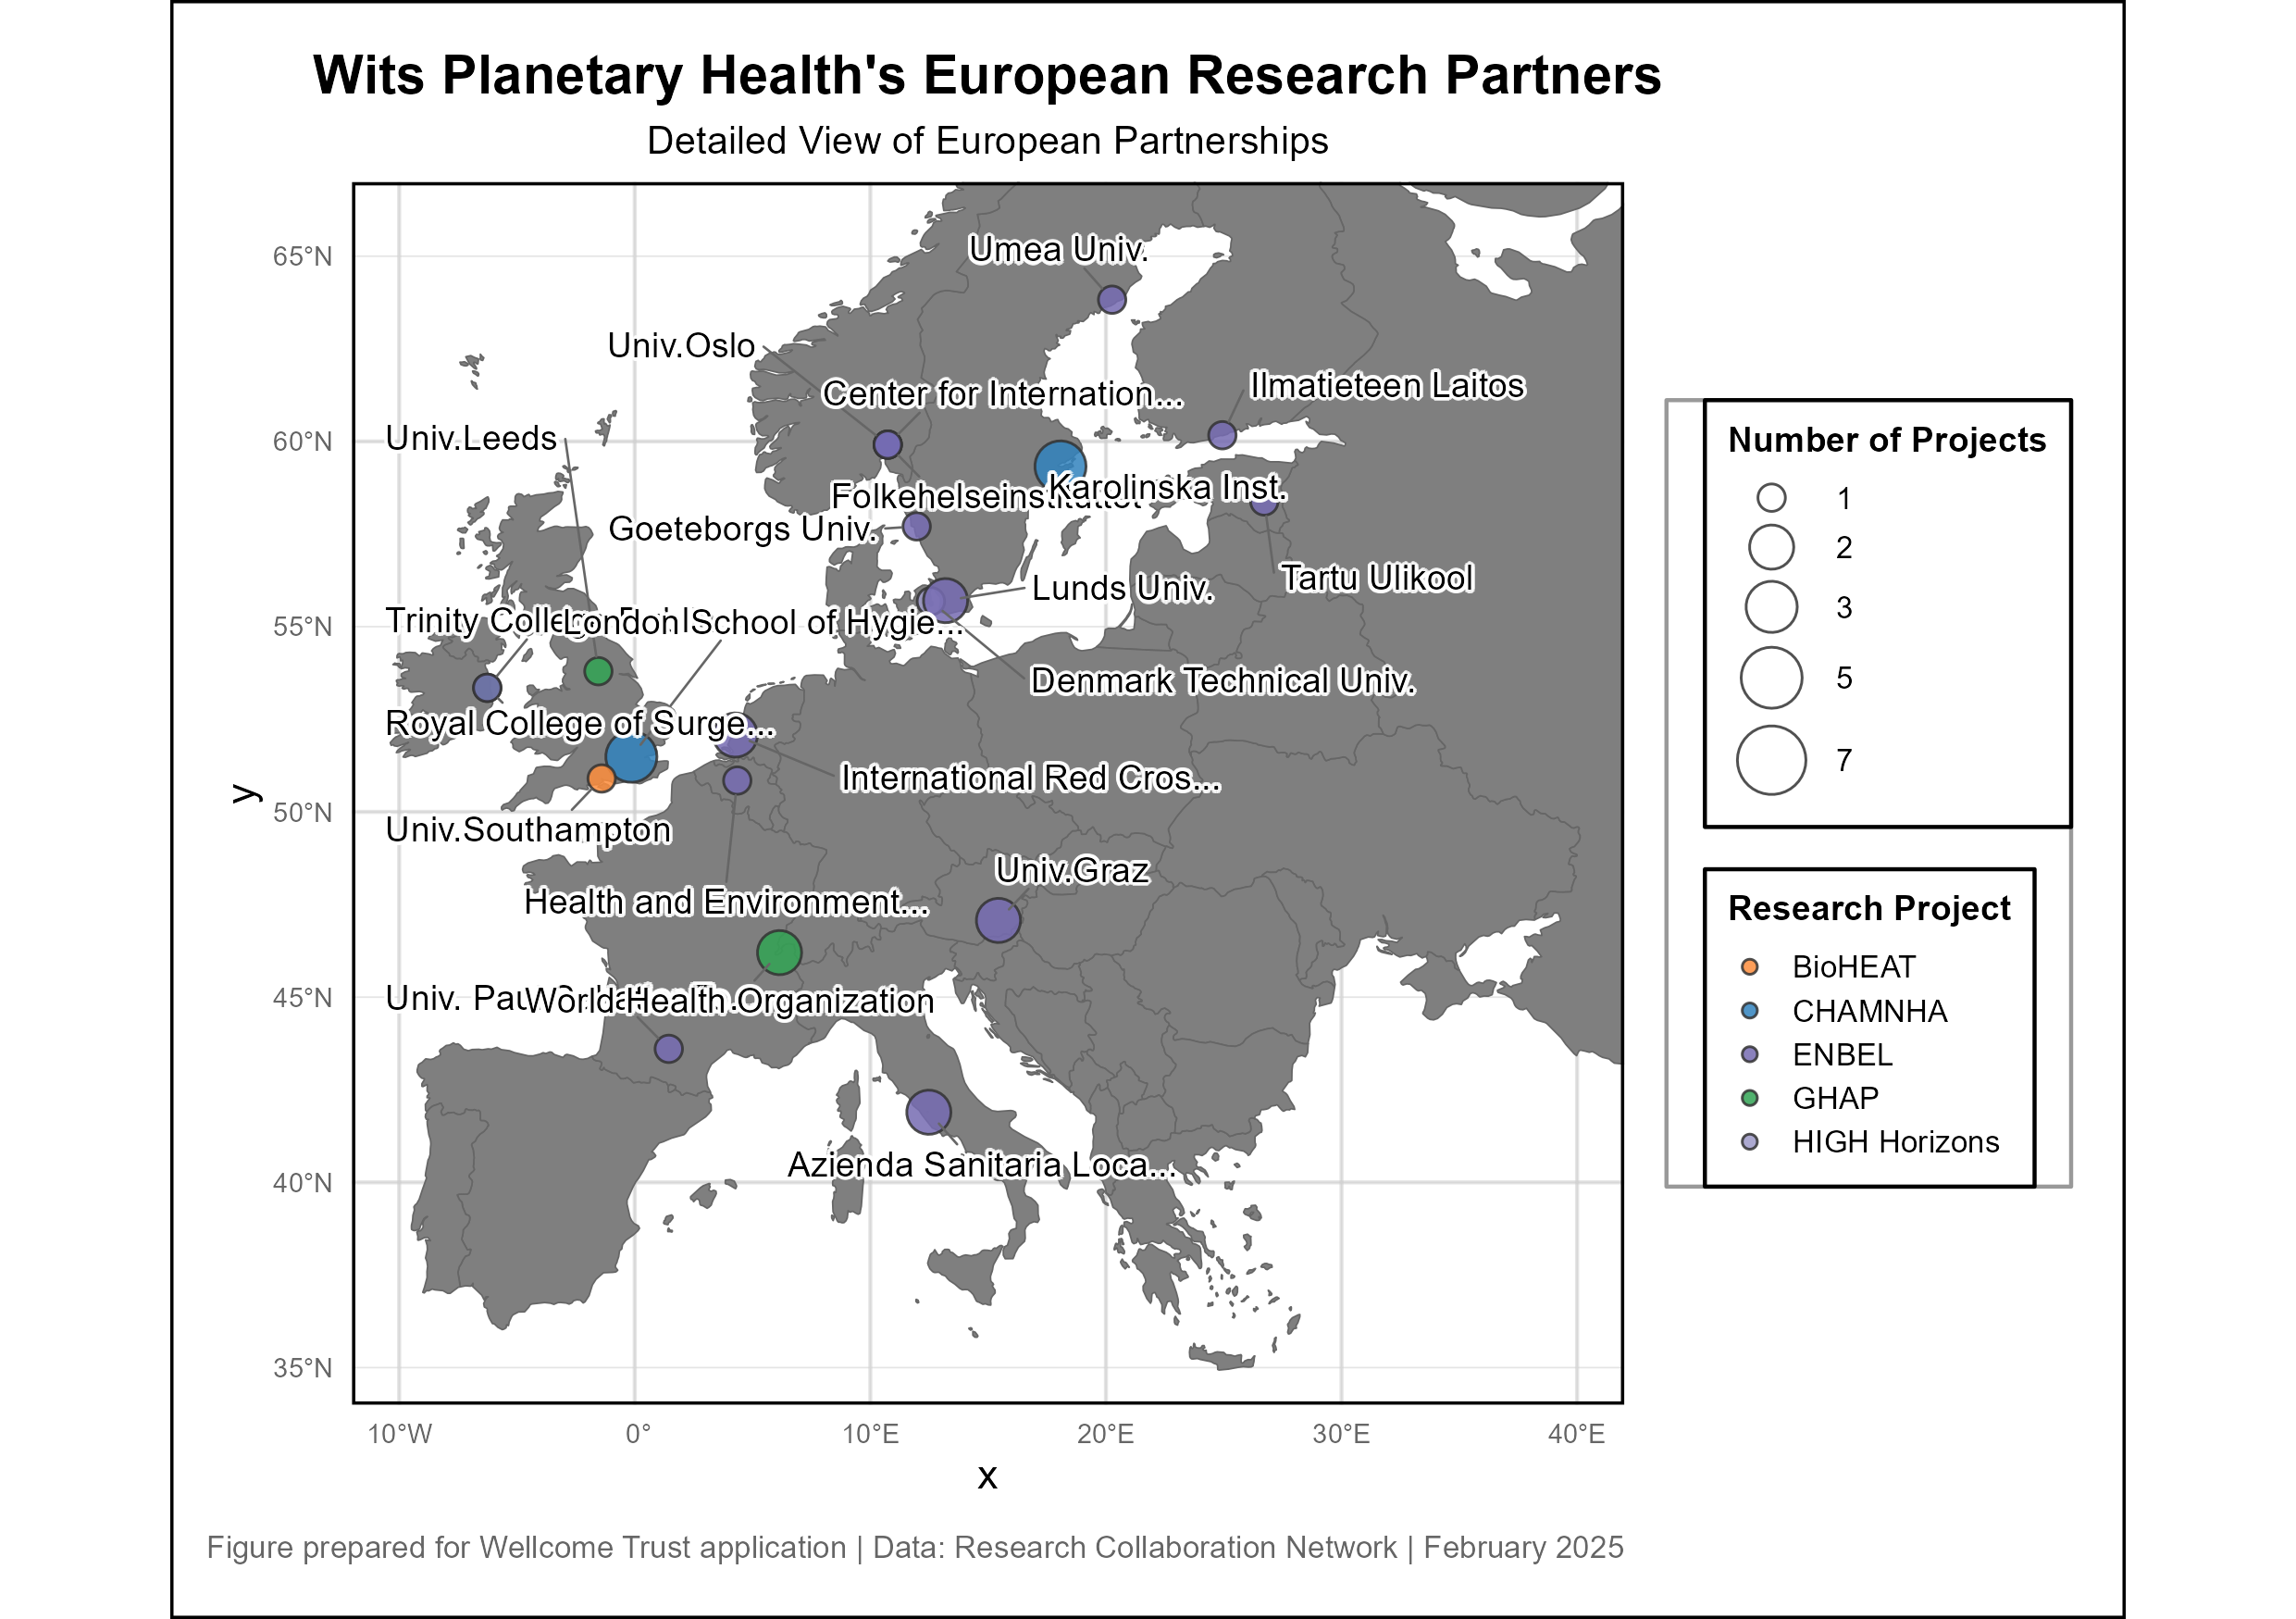 Wits Planetary Health's European Research Partners
Detailed View of European Partnerships
65°N
60°N
55°N
50°N
45°N
40°N
35°N
y
Umea Univ.
Univ.Oslo
Center for Internation...
Ilmatieteen Laitos
Univ.Leeds
Karolinska Inst.
Goeteborgs Univ.
Tartu Ulikool
Lunds Univ.
Trinity
London School of Hygie...
Denmark Technical Univ.
Royal College of Surge...
International Red Cros...
Univ.Southampton
Univ.Graz
Health and Environment...
Univ.
World Health Organization
Azienda Sanitaria Loca...
10°W
0°
10°E
20°E
30°E
40°E
x
Number of Projects
1
2
3
5
7
Research Project
BioHEAT
CHAMNHA
ENBEL
GHAP
HIGH Horizons
Figure prepared for Wellcome Trust application | Data: Research Collaboration Network | February 2025